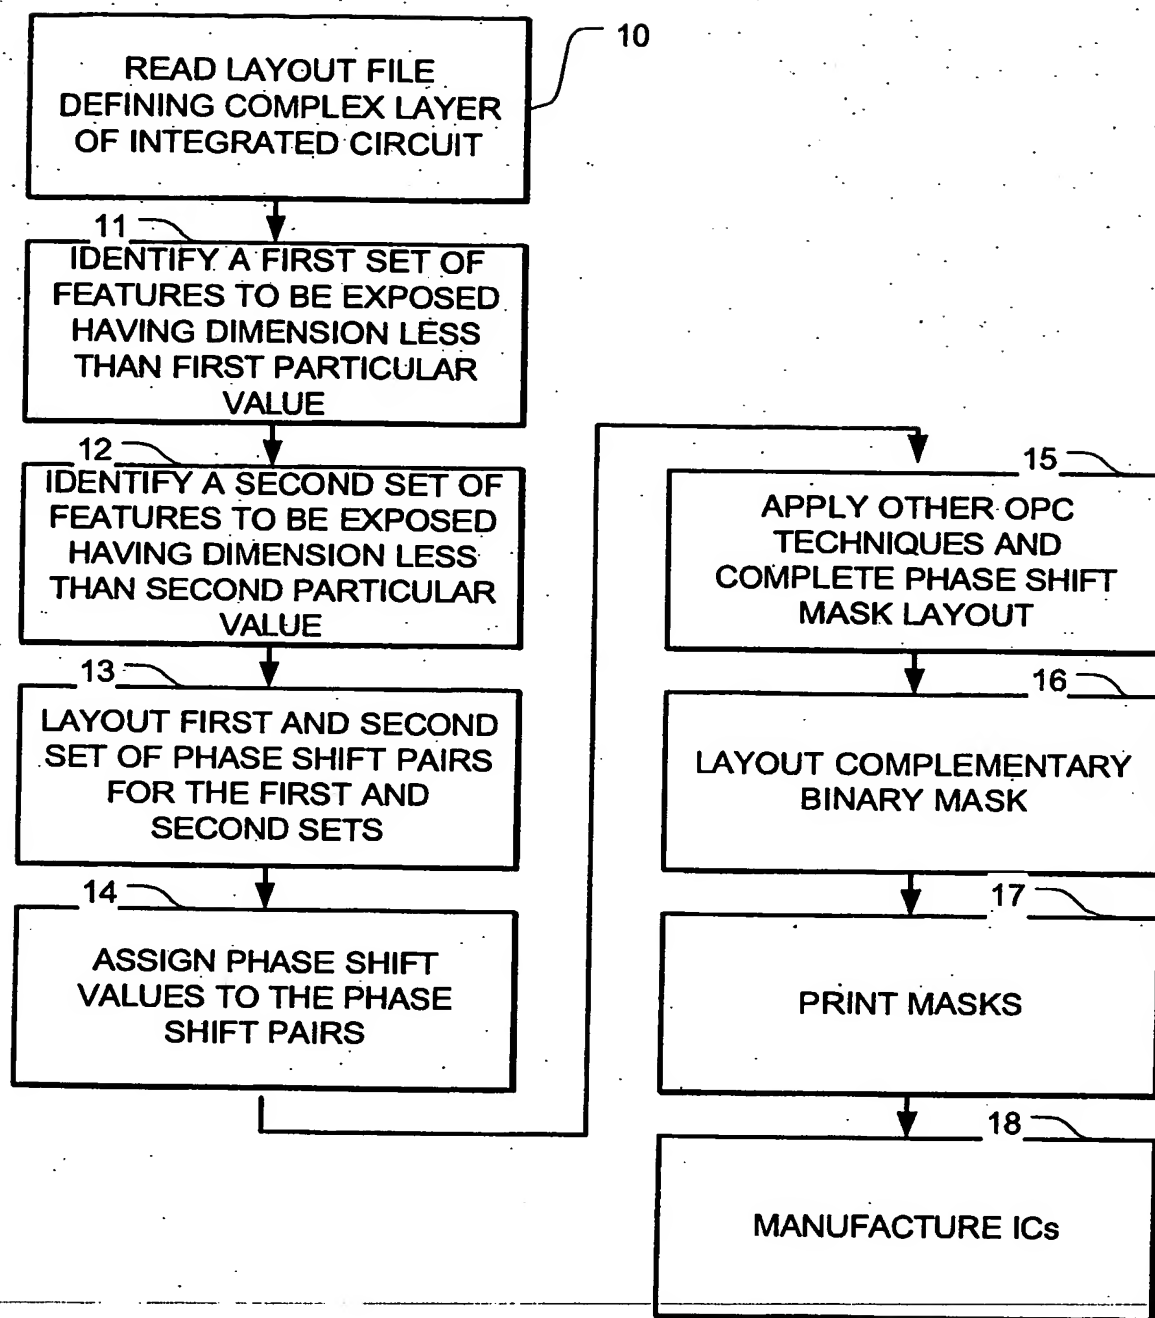 10
READ LAYOUT FILE
DEFINING COMPLEX LAYER
OF INTEGRATED CIRCUIT
11
IDENTIFY A FIRST SET OF
FEATURES TO BE EXPOSED
HAVING DIMENSION LESS
THAN FIRST PARTICULAR
VALUE
12
IDENTIFY A SECOND SET OF
FEATURES TO BE EXPOSED
HAVING DIMENSION LESS
THAN SECOND PARTICULAR
VALUE
13
LAYOUT FIRST AND SECOND
SET OF PHASE SHIFT PAIRS
FOR THE FIRST AND
SECOND SETS
14
ASSIGN PHASE SHIFT
VALUES TO THE PHASE
SHIFT PAIRS
15
APPLY OTHER OPC
TECHNIQUES AND
COMPLETE PHASE SHIFT
MASK LAYOUT
16
LAYOUT COMPLEMENTARY
BINARY MASK
17
PRINT MASKS
18
MANUFACTURE ICs